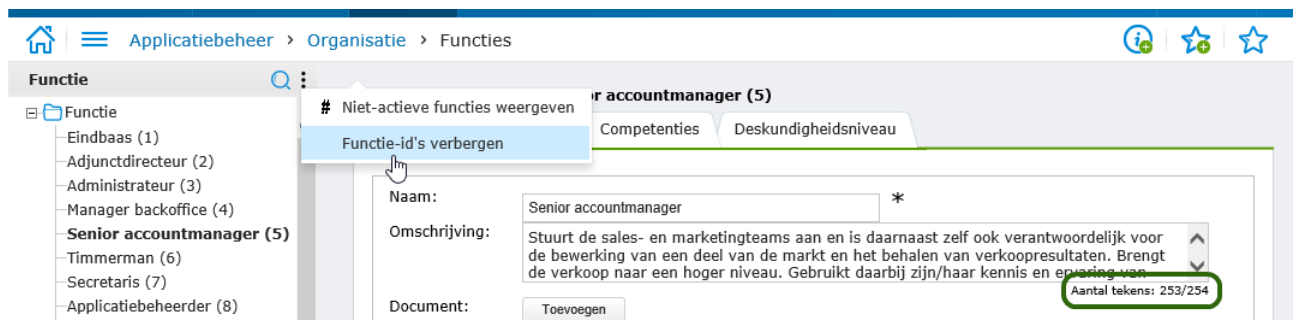 Applicatiebeheer > Organisatie > Functies
Functie
# Niet-actieve functies weergeven
Functie-id's verbergen
Functie
Eindbaas (1)
Adjunctdirecteur (2)
Administrateur (3)
Manager backoffice (4)
Senior accountmanager (5)
Timmerman (6)
Secretaris (7)
Applicatiebeheerder (8)
r accountmanager (5)
Competenties Deskundigheidsniveau
Naam: Senior accountmanager *
Omschrijving: Stuurt de sales- en marketingteams aan en is daarnaast zelf ook verantwoordelijk voor
de bewerking van een deel van de markt en het behalen van verkoopresultaten. Brengt
de verkoop naar een hoger niveau. Gebruikt daarbij zijn/haar kennis en ervaring van
Aantal tekens: 253/254
Document: Toevoegen